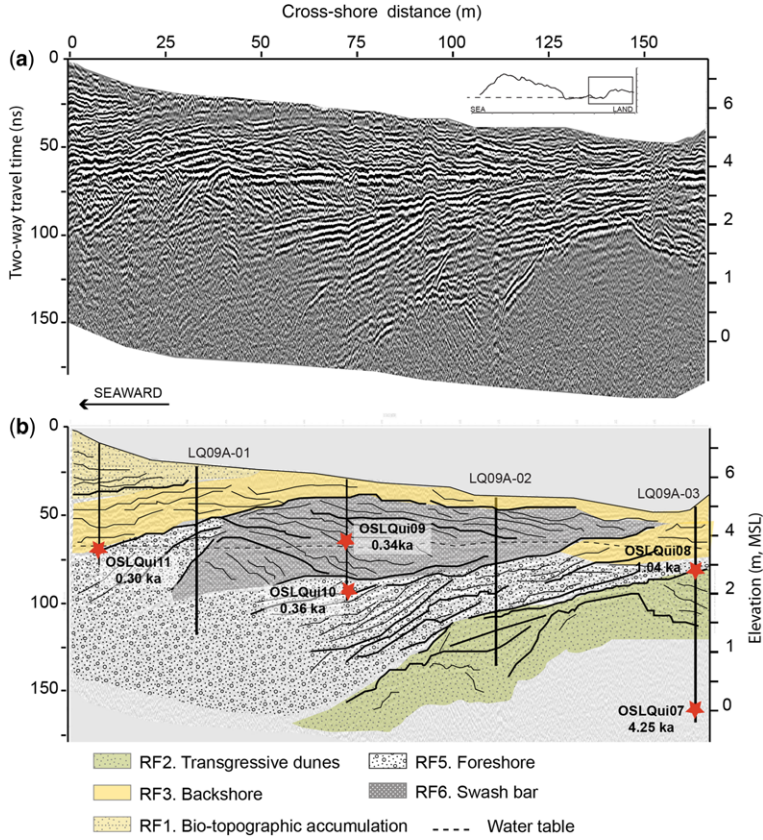 Cross-shore distance (m)
0 25 50 75 100 125 150
(a)
0
50
100
150
Two-way travel time (ns)
SEA LAND
6
4
2
1
0
SEAWARD
(b)
0
50
100
150
LQ09A-01
LQ09A-02
LQ09A-03
OSLQui09
0.34ka
OSLQui11
0.30 ka
OSLQui10
0.36 ka
OSLQui08
1.04 ka
OSLQui07
4.25 ka
6
4
2
1
0
Elevation (m, MSL)
RF2. Transgressive dunes
RF5. Foreshore
RF3. Backshore
RF6. Swash bar
RF1. Bio-topographic accumulation
Water table